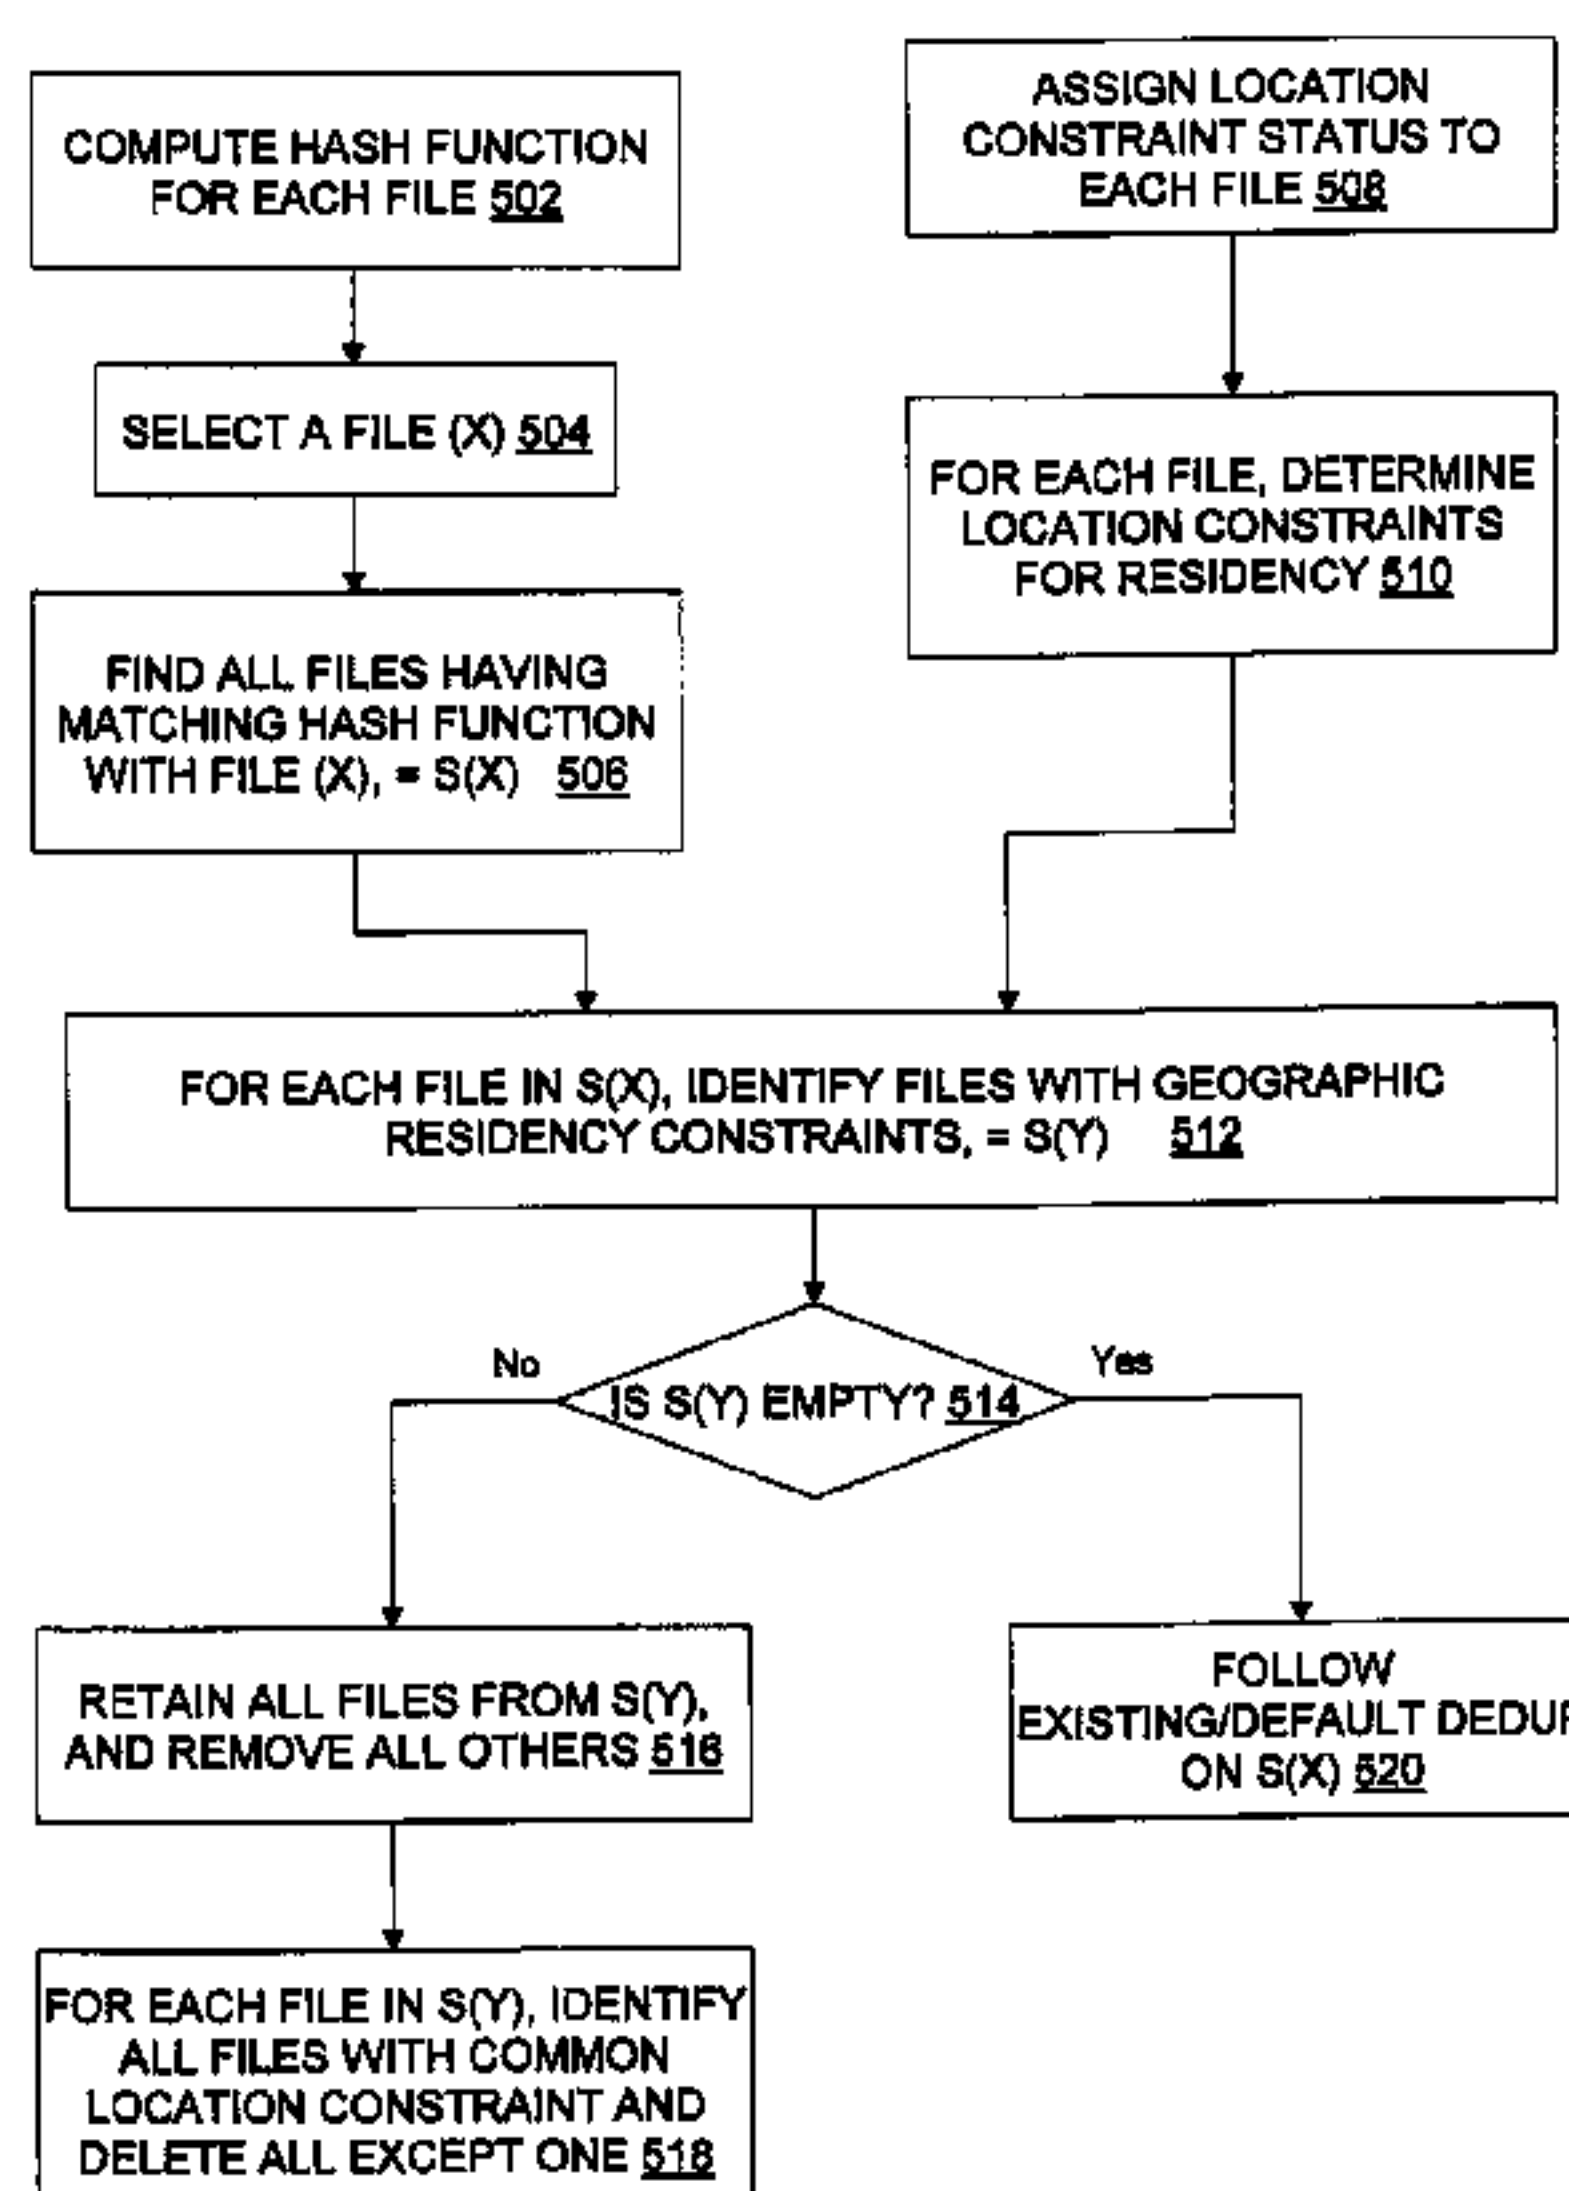 COMPUTE HASH FUNCTION
FOR EACH FILE 502
SELECT A FILE (X) 504
FIND ALL FILES HAVING
MATCHING HASH FUNCTION
WITH FILE (X), = S(X) 506
ASSIGN LOCATION
CONSTRAINT STATUS TO
EACH FILE 508
FOR EACH FILE, DETERMINE
LOCATION CONSTRAINTS
FOR RESIDENCY 510
FOR EACH FILE IN S(X), IDENTIFY FILES WITH GEOGRAPHIC
RESIDENCY CONSTRAINTS, = S(Y) 512
No
IS S(Y) EMPTY? 514
Yes
RETAIN ALL FILES FROM S(Y),
AND REMOVE ALL OTHERS 516
FOR EACH FILE IN S(Y), IDENTIFY
ALL FILES WITH COMMON
LOCATION CONSTRAINT AND
DELETE ALL EXCEPT ONE 518
FOLLOW
EXISTING/DEFAULT
ON S(X) 520